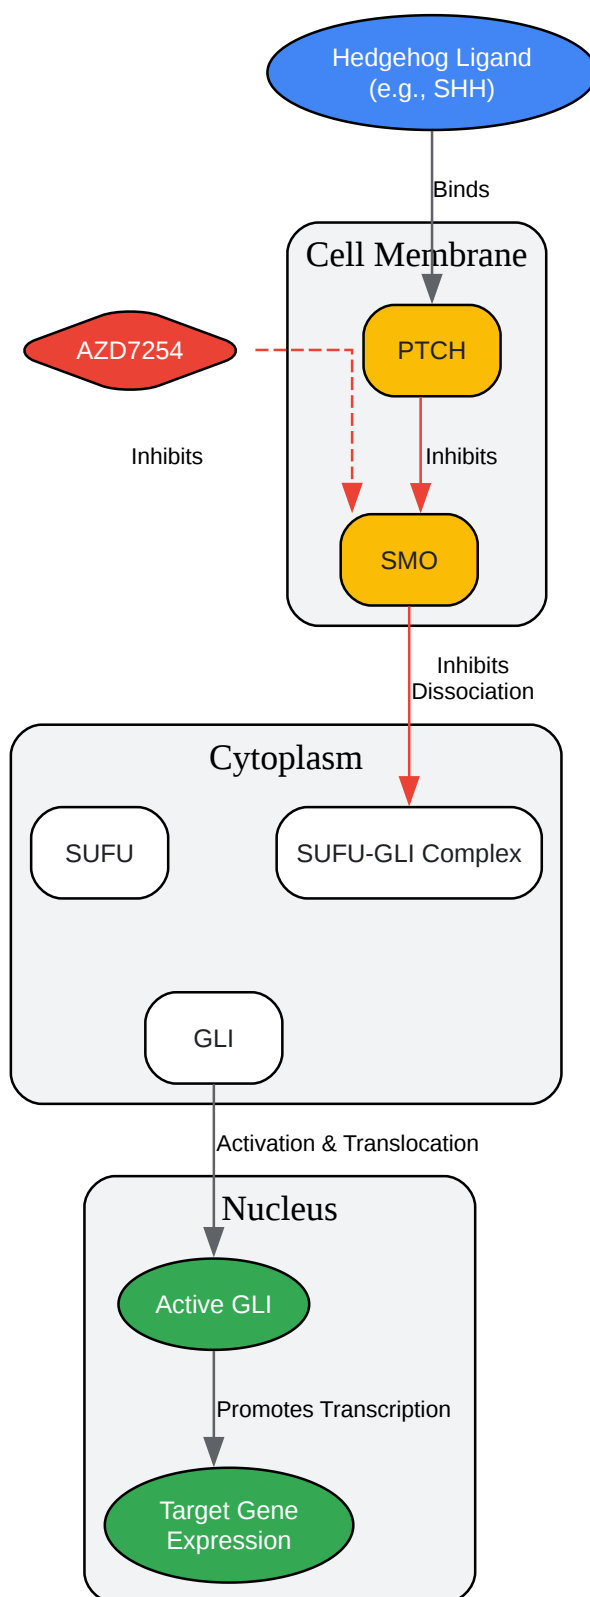 Hedgehog Ligand
(e.g., SHH)
Binds
Cell Membrane
AZD7254
PTCH
Inhibits
Inhibits
SMO
Inhibits
Dissociation
Cytoplasm
SUFU
SUFU-GLI Complex
GLI
Activation & Translocation
Nucleus
Active GLI
Promotes Transcription
Target Gene
Expression